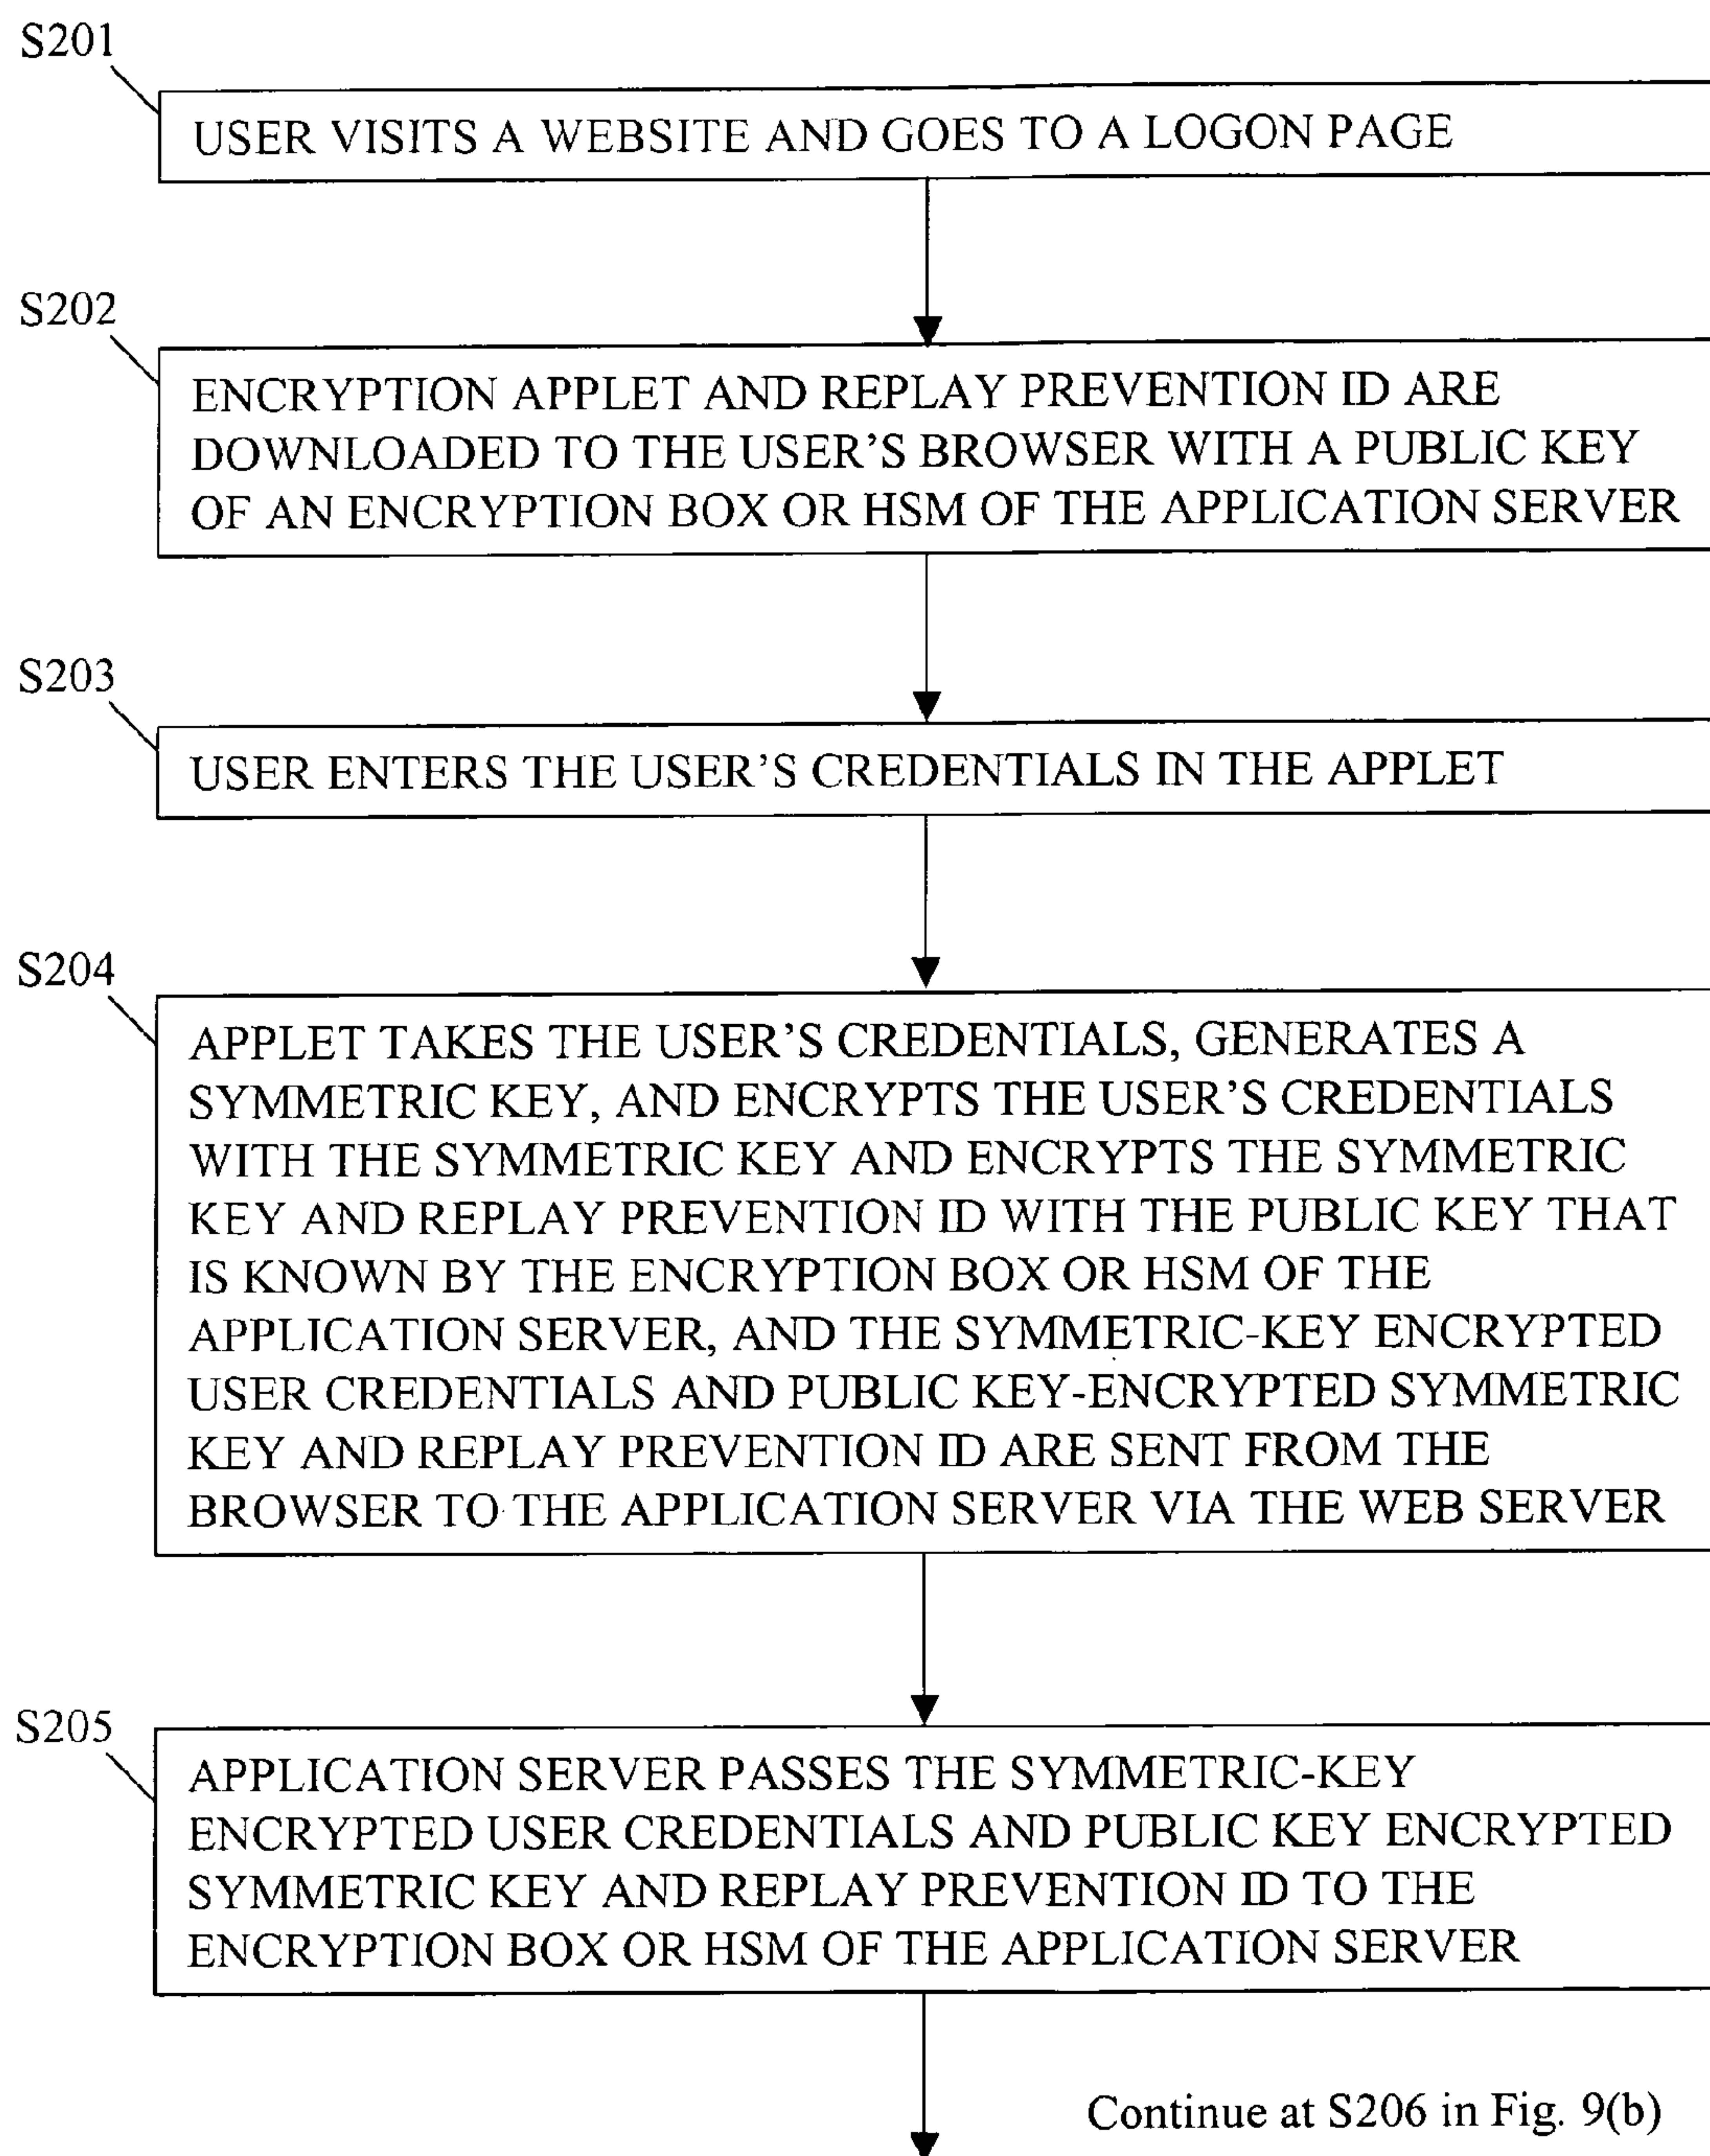 S201
USER VISITS A WEBSITE AND GOES TO A LOGON PAGE
S202
ENCRYPTION APPLET AND REPLAY PREVENTION ID ARE
DOWNLOADED TO THE USER'S BROWSER WITH A PUBLIC KEY
OF AN ENCRYPTION BOX OR HSM OF THE APPLICATION SERVER
S203
USER ENTERS THE USER'S CREDENTIALS IN THE APPLET
S204
APPLET TAKES THE USER'S CREDENTIALS, GENERATES A
SYMMETRIC KEY, AND ENCRYPTS THE USER'S CREDENTIALS
WITH THE SYMMETRIC KEY AND ENCRYPTS THE SYMMETRIC
KEY AND REPLAY PREVENTION ID WITH THE PUBLIC KEY THAT
IS KNOWN BY THE ENCRYPTION BOX OR HSM OF THE
APPLICATION SERVER, AND THE SYMMETRIC-KEY ENCRYPTED
USER CREDENTIALS AND PUBLIC KEY-ENCRYPTED SYMMETRIC
KEY AND REPLAY PREVENTION ID ARE SENT FROM THE
BROWSER TO THE APPLICATION SERVER VIA THE WEB SERVER
S205
APPLICATION SERVER PASSES THE SYMMETRIC-KEY
ENCRYPTED USER CREDENTIALS AND PUBLIC KEY ENCRYPTED
SYMMETRIC KEY AND REPLAY PREVENTION ID TO THE
ENCRYPTION BOX OR HSM OF THE APPLICATION SERVER
Continue at S206 in Fig. 9(b)